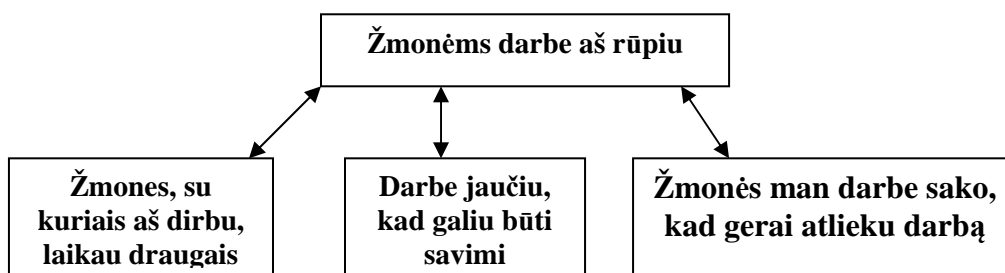 Žmonėms darbe aš rūpiu
Žmones, su
kuriais aš dirbu,
laikau draugais
Darbe jaučiu,
kad galiu būti
savimi
Žmonės man darbe sako,
kad gerai atlieku darbą